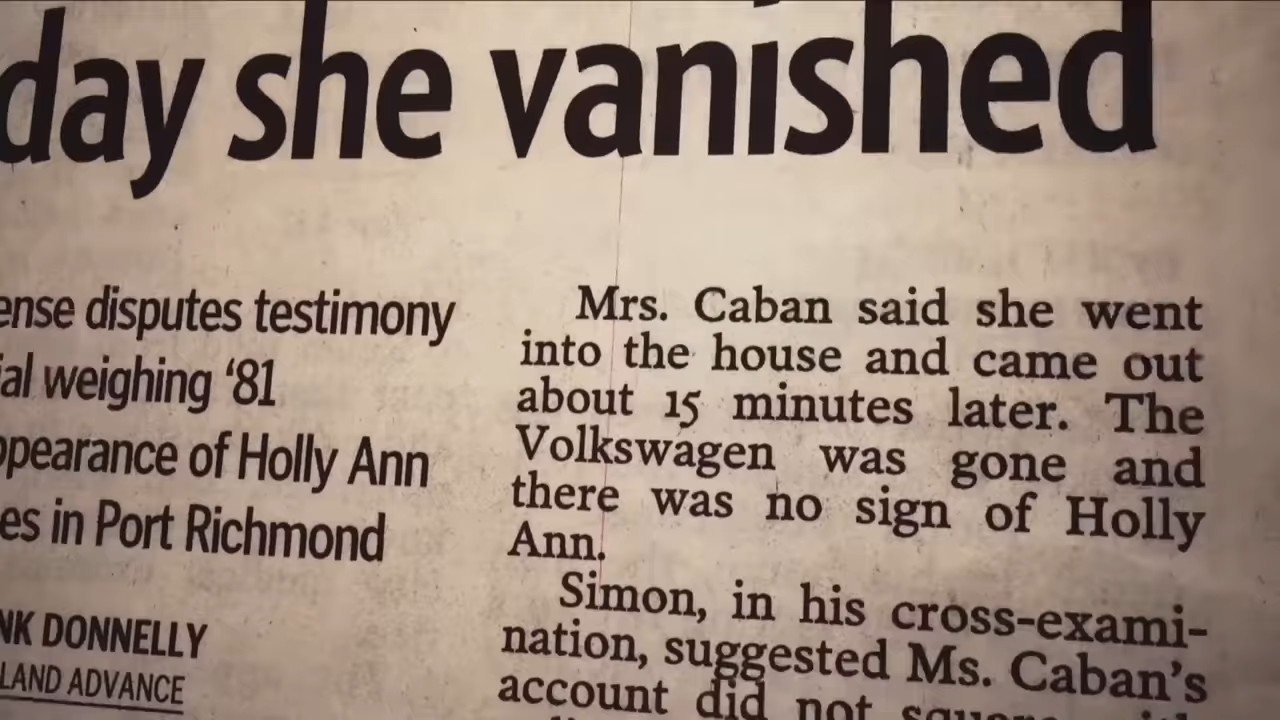 day she vanished
ense disputes testimony
ial weighing ‘81
ppearance of Holly Ann
es in Port Richmond
NK DONNELLY
LAND ADVANCE
Mrs. Caban said she went
into the house and came out
about 15 minutes later. The
Volkswagen was gone and
there was no sign of Holly
Ann.
Simon, in his cross-exami-
nation, suggested Ms. Caban’s
account did not